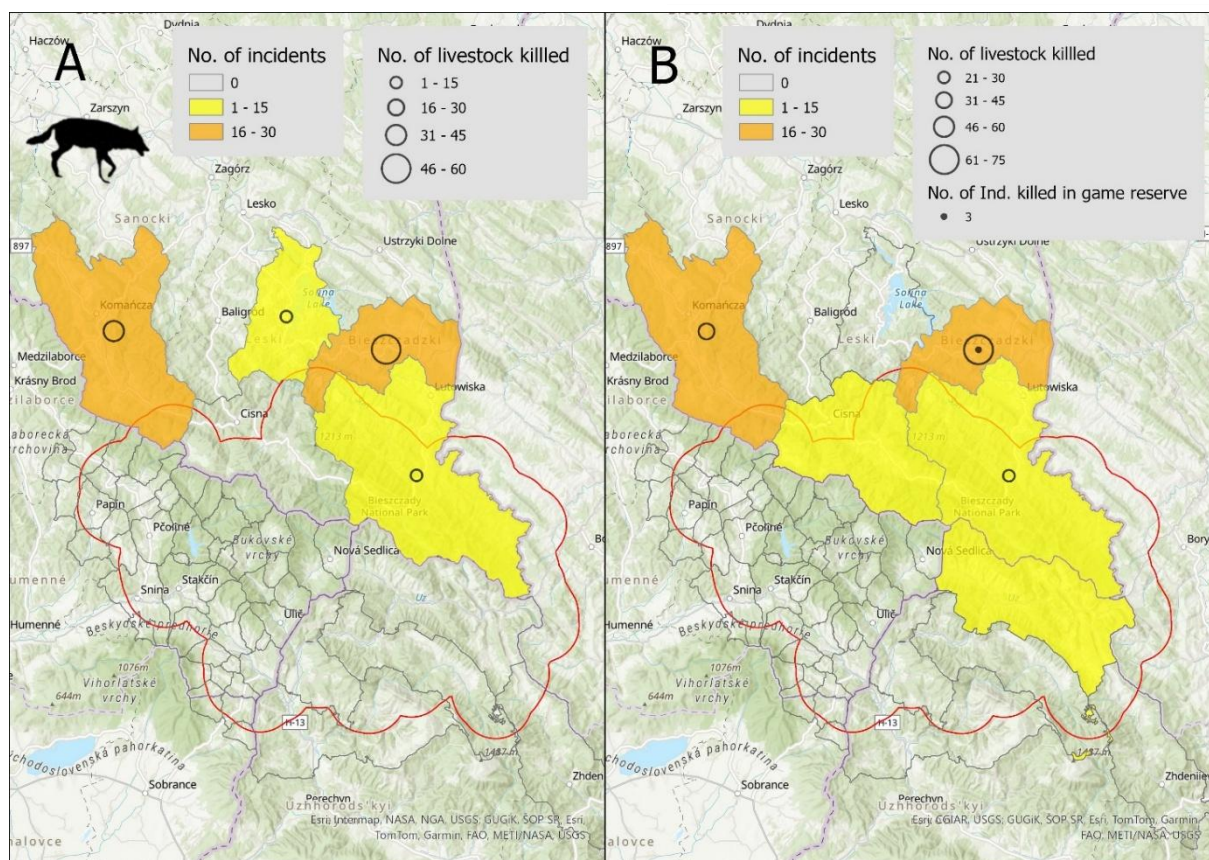 Dydnia
Haczów
A
No. of incidents
0
1 - 15
16 - 30
No. of livestock killled
1 - 15
16 - 30
31 - 45
46 - 60
Zarszyn
Zagórz
Lesko
Sanocki
Ustrzyki Dolne
897
Komańcza
Solina
Lake
Baligród
Leski
Bieszczadzki
Medzilaborce
Krásny Brod
Lutowiska
Cisna
1213 m
Papín
Bieszczady
National Park
Pčoliné
Bukovské
vrchy
Nová Sedlica
Stakčín
Snina
Uz
Ulič
Humenné
Beskydské predhorie
1076m
Vihorlatské
644m
vrchy
H-13
Sobrance
Perechyn
Uzhhorods'kyi
Esri, Intermap, NASA, NGA, USGS; GUGiK, ŠOP SR, Esri,
TomTom, Garmin, FAO, METI/NASA, USGS
Dydnia
Haczów
B
No. of incidents
0
1 - 15
16 - 30
No. of livestock killled
21 - 30
31 - 45
46 - 60
61 - 75
No. of Ind. killed in game reserve
3
Zarszyn
Zagórz
Lesko
Sanocki
Ustrzyki Dolne
897
Komańcza
Solina
Lake
Baligród
Leski
Bieszczadzki
Medzilaborce
Krásny Brod
Lutowiska
Cisna
1213 m
Papín
Bieszczady
National Park
Pčoliné
Bukovské
vrchy
Nová Sedlica
Stakčín
Snina
Ulič
Humenné
Beskydské predhorie
1076m
Vihorlatské
644m
vrchy
H-13
Sobrance
Perechyn
Uzhhorods'kyi
Esri, CGIAR, USGS; GUGiK, ŠOP SR, Esri, TomTom, Garmin,
FAO, METI/NASA, USGS